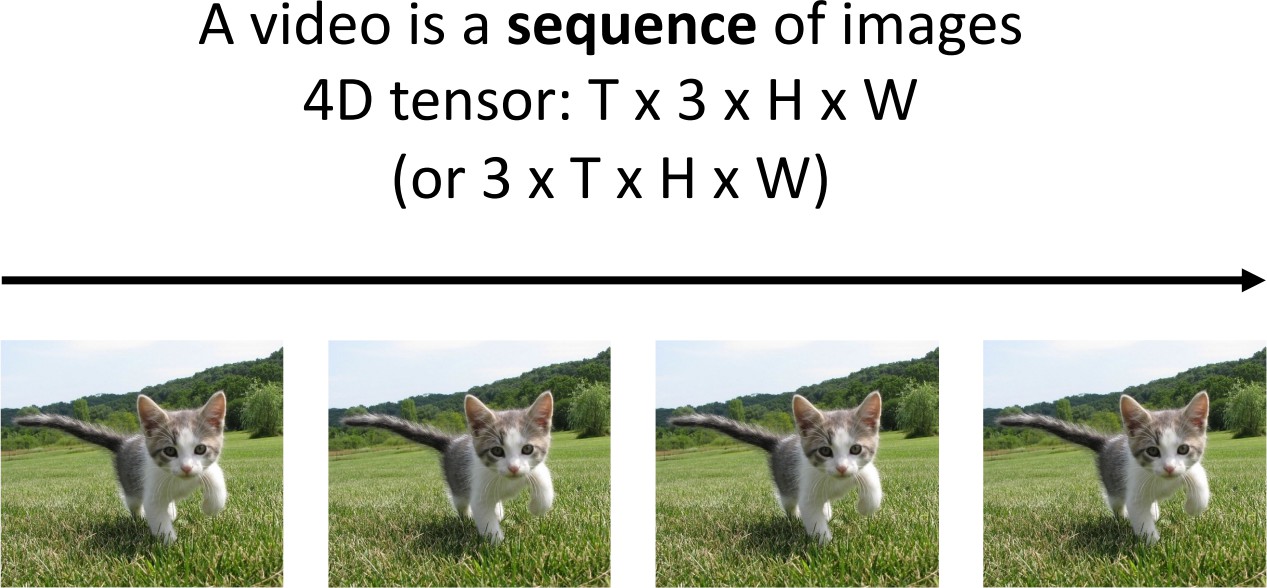 A video is a sequence of images
4D tensor: T x 3 x H x W
(or 3 x T x H x W)